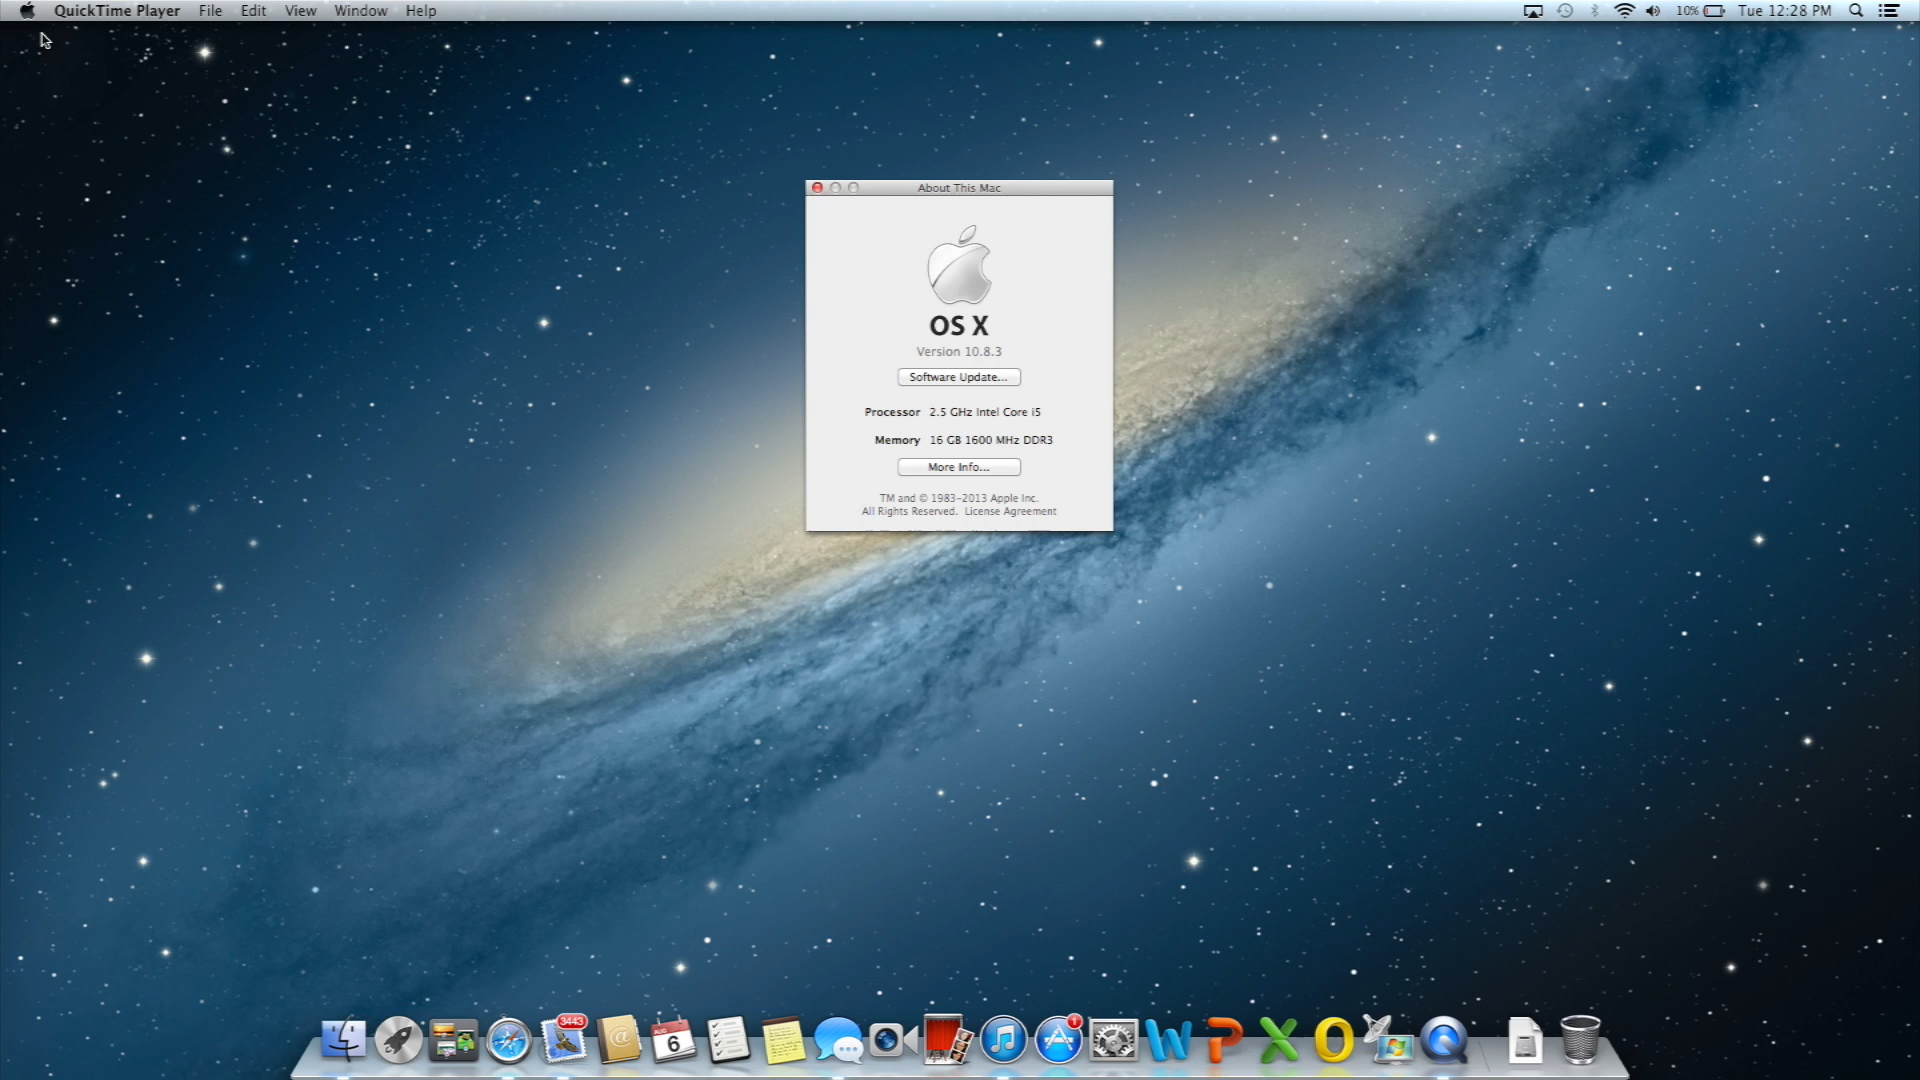 QuickTime Player File Edit View Window Help 10% Tue 12:28 PM
About This Mac
OS X
Version 10.8.3
Software Update...
Processor 2.5 GHz Intel Core i5
Memory 16 GB 1600 MHz DDR3
More Info...
TM and © 1983-2013 Apple Inc.
All Rights Reserved. License Agreement
3443
AUG
6
@
1
W P X O